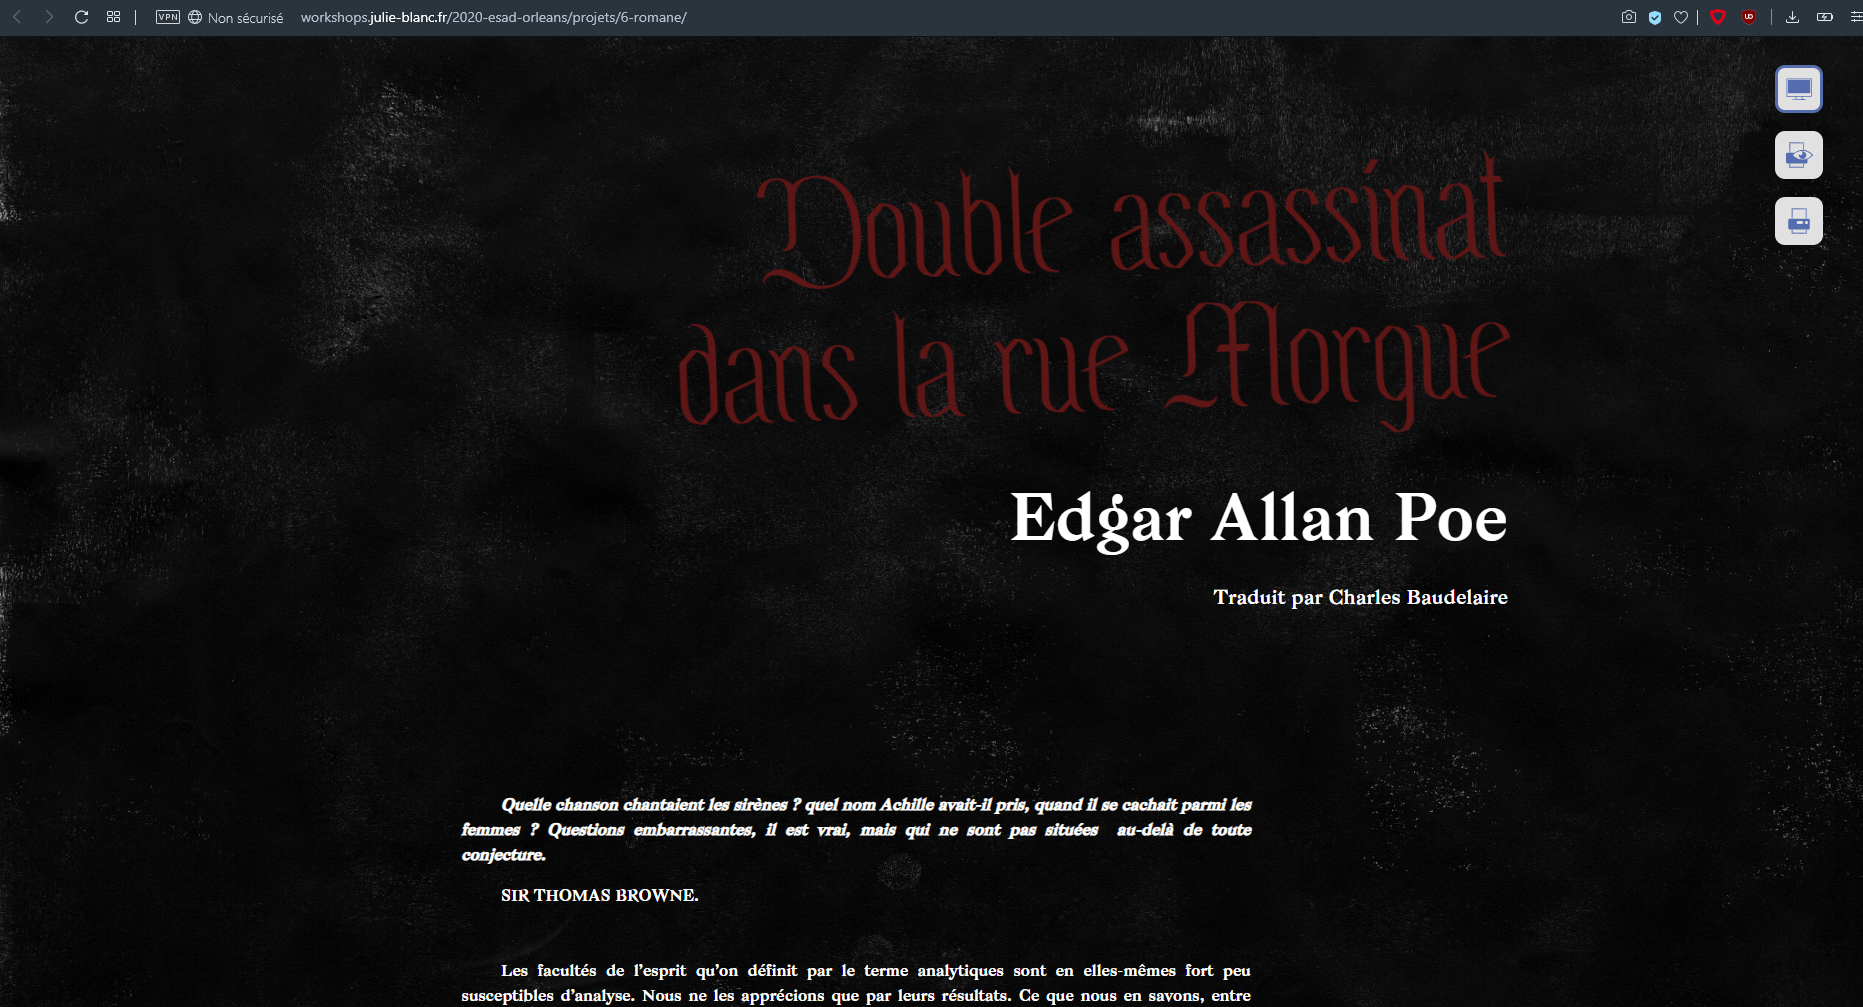 VPN Non sécurisé workshops.julie-blanc.fr/2020-esad-orleans/projets/6-romane/
Double assassinat
dans la rue Morgue
Edgar Allan Poe
Traduit par Charles Baudelaire
Quelle chanson chantaient les sirènes ? quel nom Achille avait-il pris, quand il se cachait parmi les
femmes ? Questions embarrassantes, il est vrai, mais qui ne sont pas situées au-delà de toute
conjecture.
SIR THOMAS BROWNE.
Les facultés de l’esprit qu’on définit par le terme analytiques sont en elles-mêmes fort peu
susceptibles d’analyse. Nous ne les apprécions que par leurs résultats. Ce que nous en savons, entre